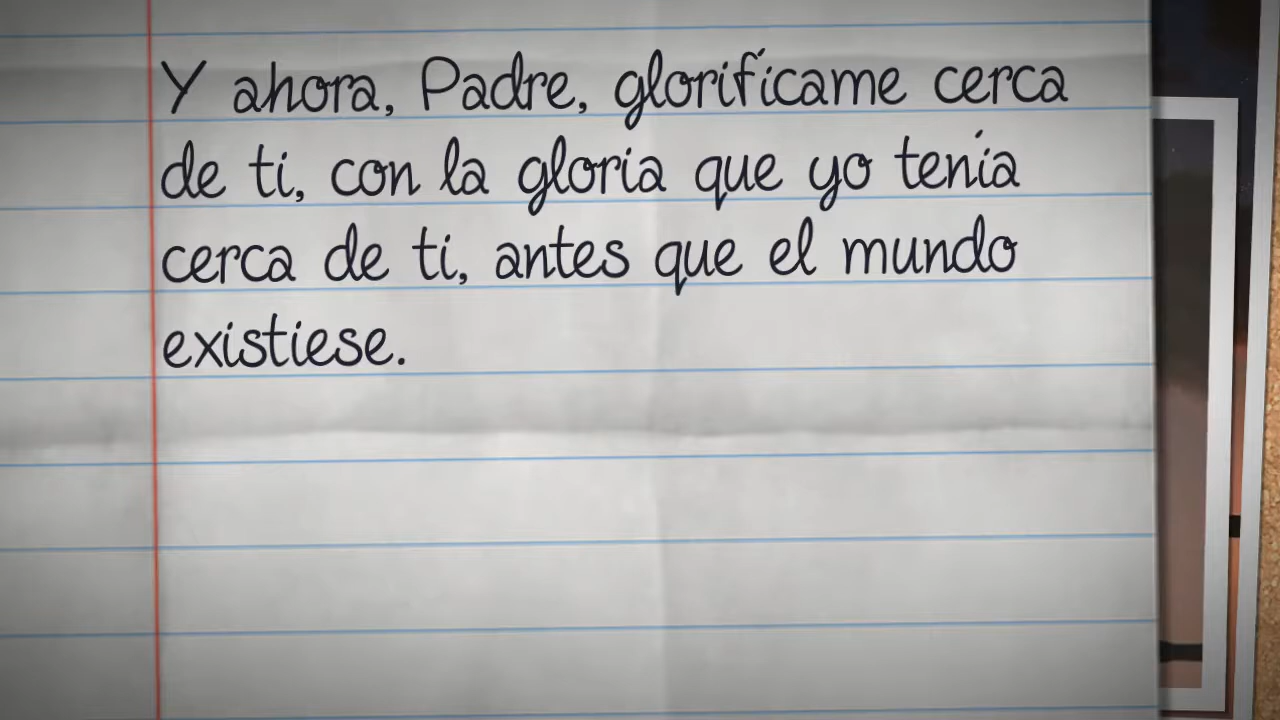 Y ahora, Padre, glorifícame cerca
de ti, con la gloria que yo tenía
cerca de ti, antes que el mundo
existiese.